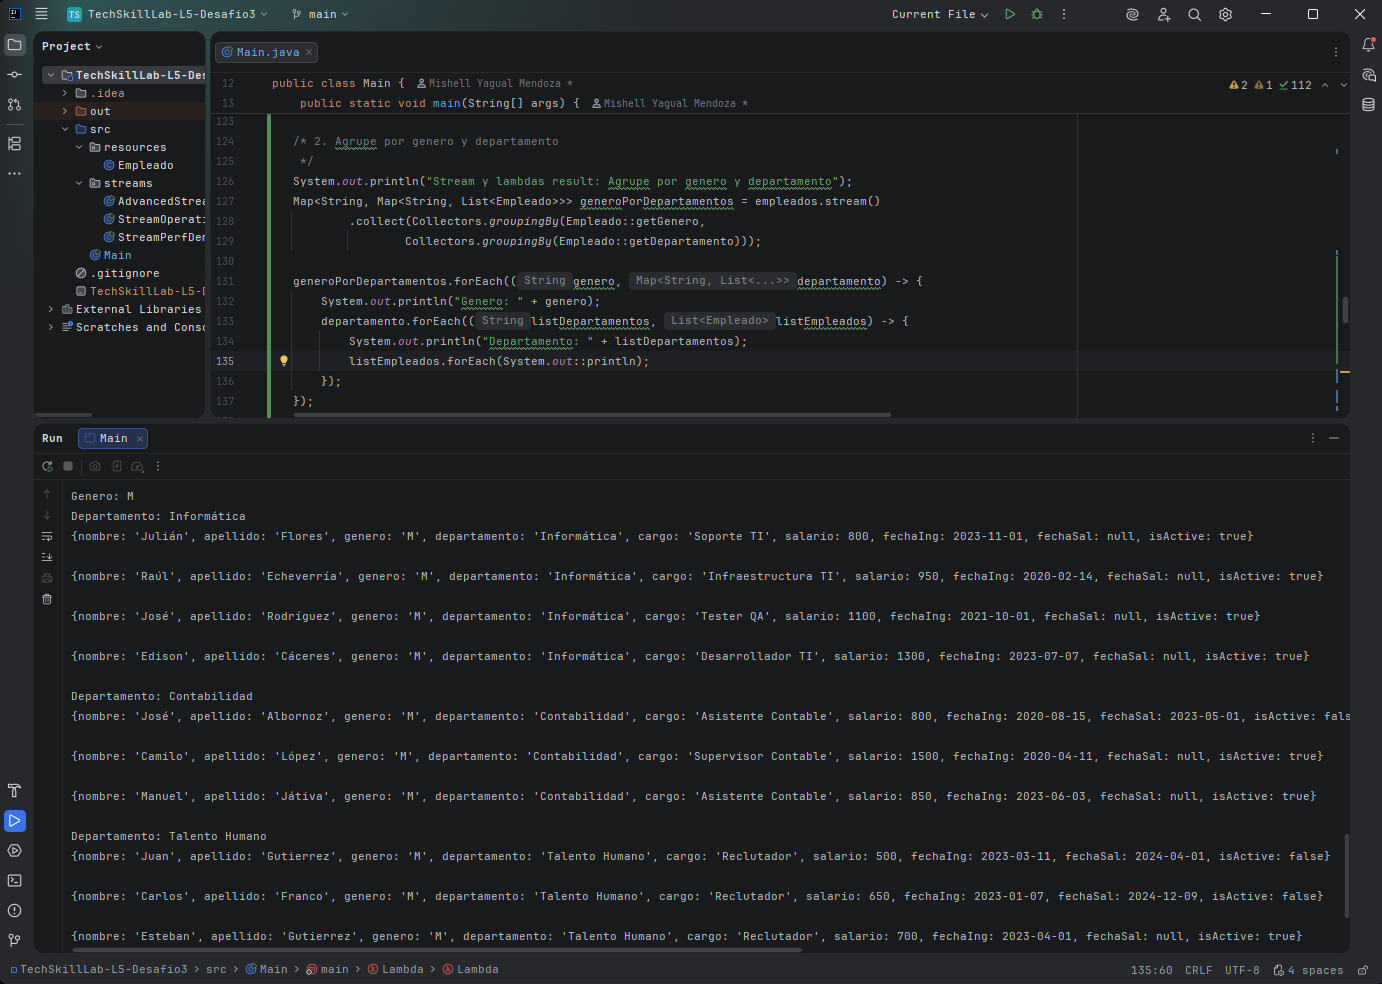 TS TechSkillLab-L5-Desafio3 main Current File
Project
Main.java
TechSkillLab-L5-Des
.idea
out
src
resources
Empleado
streams
AdvancedStrea
StreamOperati
StreamPerfDem
Main
.gitignore
TechSkillLab-L5-D
External Libraries
Scratches and Conso
12 public class Main { Mishell Yagual Mendoza *
2 1 112
13 public static void main(String[] args) { Mishell Yagual Mendoza *
123
124 /* 2. Agrupe por genero y departamento
125 */
126 System.out.println("Stream y lambdas result: Agrupe por genero y departamento");
127 Map<String, Map<String, List<Empleado>>> generoPorDepartamentos = empleados.stream()
128 .collect(Collectors.groupingBy(Empleado::getGenero,
129 Collectors.groupingBy(Empleado::getDepartamento)));
130
131 generoPorDepartamentos.forEach(( String genero, Map<String, List<...>> departamento) -> {
132 System.out.println("Genero: " + genero);
133 departamento.forEach(( String listDepartamentos, List<Empleado> listEmpleados) -> {
134 System.out.println("Departamento: " + listDepartamentos);
135 listEmpleados.forEach(System.out::println);
136 });
137 });
Run Main
Genero: M
Departamento: Informática
{nombre: 'Julián', apellido: 'Flores', genero: 'M', departamento: 'Informática', cargo: 'Soporte TI', salario: 800, fechaIng: 2023-11-01, fechaSal: null, isActive: true}
{nombre: 'Raúl', apellido: 'Echeverría', genero: 'M', departamento: 'Informática', cargo: 'Infraestructura TI', salario: 950, fechaIng: 2020-02-14, fechaSal: null, isActive: true}
{nombre: 'José', apellido: 'Rodríguez', genero: 'M', departamento: 'Informática', cargo: 'Tester QA', salario: 1100, fechaIng: 2021-10-01, fechaSal: null, isActive: true}
{nombre: 'Edison', apellido: 'Cáceres', genero: 'M', departamento: 'Informática', cargo: 'Desarrollador TI', salario: 1300, fechaIng: 2023-07-07, fechaSal: null, isActive: true}
Departamento: Contabilidad
{nombre: 'José', apellido: 'Albornoz', genero: 'M', departamento: 'Contabilidad', cargo: 'Asistente Contable', salario: 800, fechaIng: 2020-08-15, fechaSal: 2023-05-01, isActive: fals
{nombre: 'Camilo', apellido: 'López', genero: 'M', departamento: 'Contabilidad', cargo: 'Supervisor Contable', salario: 1500, fechaIng: 2020-04-11, fechaSal: null, isActive: true}
{nombre: 'Manuel', apellido: 'Játiva', genero: 'M', departamento: 'Contabilidad', cargo: 'Asistente Contable', salario: 850, fechaIng: 2023-06-03, fechaSal: null, isActive: true}
Departamento: Talento Humano
{nombre: 'Juan', apellido: 'Gutierrez', genero: 'M', departamento: 'Talento Humano', cargo: 'Reclutador', salario: 500, fechaIng: 2023-03-11, fechaSal: 2024-04-01, isActive: false}
{nombre: 'Carlos', apellido: 'Franco', genero: 'M', departamento: 'Talento Humano', cargo: 'Reclutador', salario: 650, fechaIng: 2023-01-07, fechaSal: 2024-12-09, isActive: false}
{nombre: 'Esteban', apellido: 'Gutierrez', genero: 'M', departamento: 'Talento Humano', cargo: 'Reclutador', salario: 700, fechaIng: 2023-04-01, fechaSal: null, isActive: true}
TechSkillLab-L5-Desafio3 > src > Main > main > Lambda > Lambda 135:60 CRLF UTF-8 4 spaces